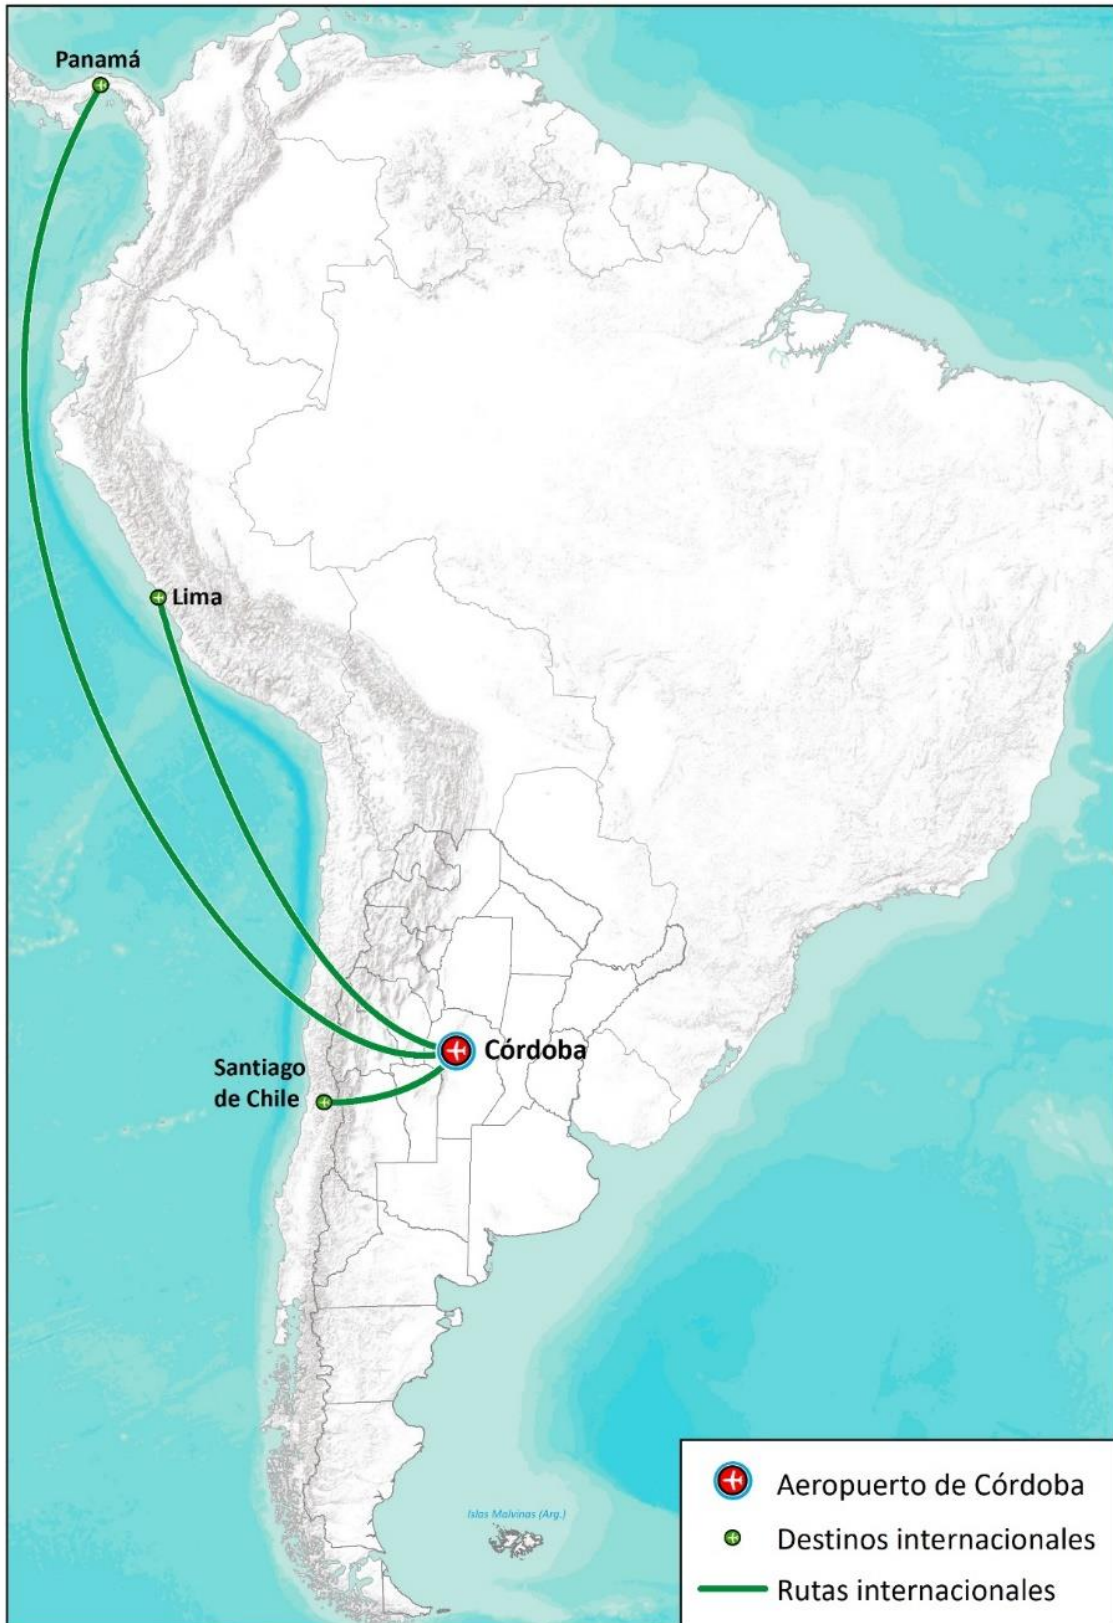 Panamá
Lima
Santiago
de Chile
Córdoba
Islas Malvinas (Arg.)
Aeropuerto de Córdoba
Destinos internacionales
Rutas internacionales